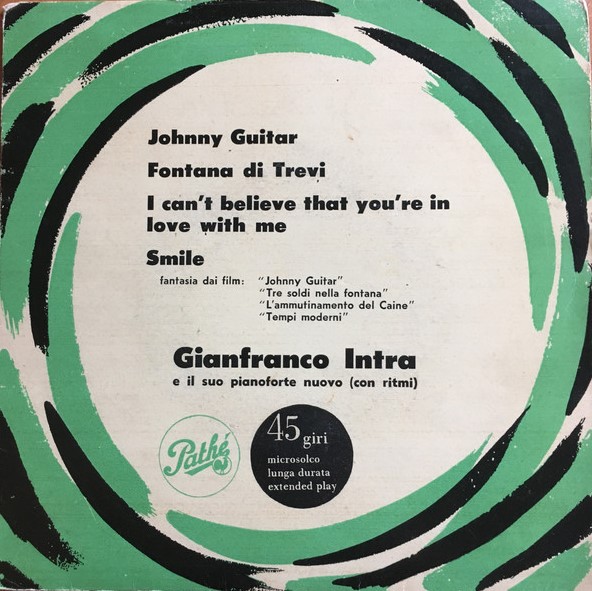 Johnny Guitar
Fontana di Trevi
I can't believe that you're in
love with me
Smile
fantasia dai film: "Johnny Guitar"
"Tre soldi nella fontana"
"L'ammutinamento del Caine"
"Tempi moderni"
Gianfranco Intra
e il suo pianoforte nuovo (con ritmi)
Pathé
45 giri
microsolco
lunga durata
extended play